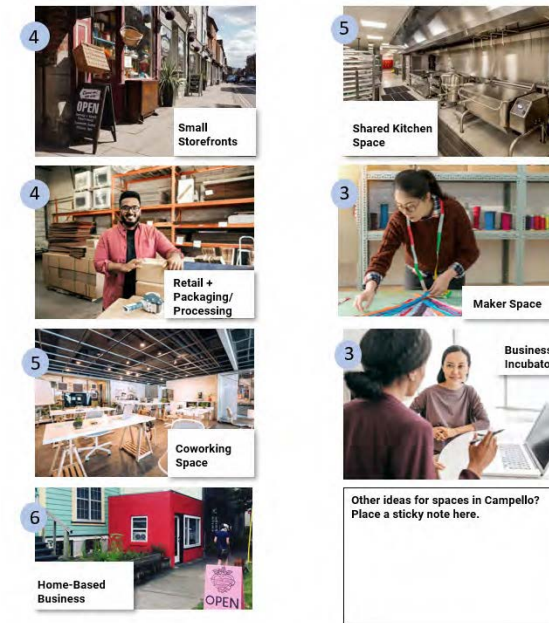 4
OPEN
Small
Storefronts
5
Shared Kitchen
Space
4
Retail +
Packaging/
Processing
3
Maker Space
5
Coworking
Space
3
Business
Incubato
6
Home-Based
Business
OPEN
Other ideas for spaces in Campello?
Place a sticky note here.